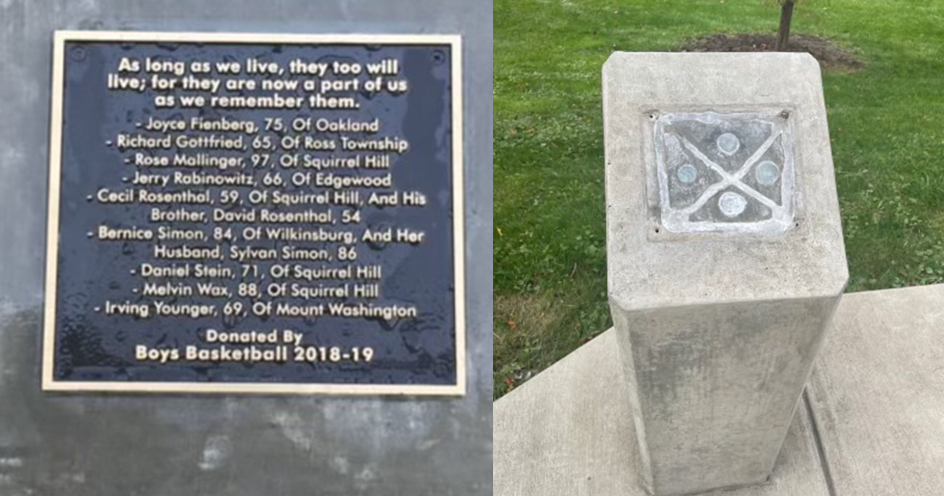 As long as we live, they too will
live; for they are now a part of us
as we remember them.
- Joyce Fienberg, 75, Of Oakland
- Richard Gottfried, 65, Of Ross Township
- Rose Mallinger, 97, Of Squirrel Hill
- Jerry Rabinowitz, 66, Of Edgewood
- Cecil Rosenthal, 59, Of Squirrel Hill, And His
Brother, David Rosenthal, 54
- Bernice Simon, 84, Of Wilkinsburg, And Her
Husband, Sylvan Simon, 86
- Daniel Stein, 71, Of Squirrel Hill
- Melvin Wax, 88, Of Squirrel Hill
- Irving Younger, 69, Of Mount Washington
Donated By
Boys Basketball 2018-19